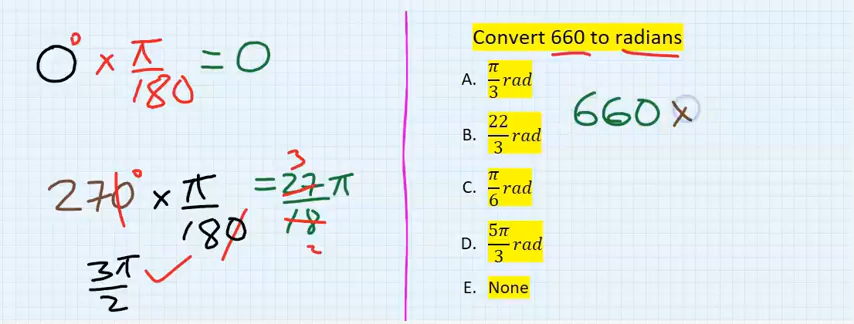 0° × π/180 = 0
270° × π/180 = 27/18 π
3
2
3π/2 ✓
Convert 660 to radians
A. π/3 rad
660 ×
B. 22/3 rad
C. π/6 rad
D. 5π/3 rad
E. None